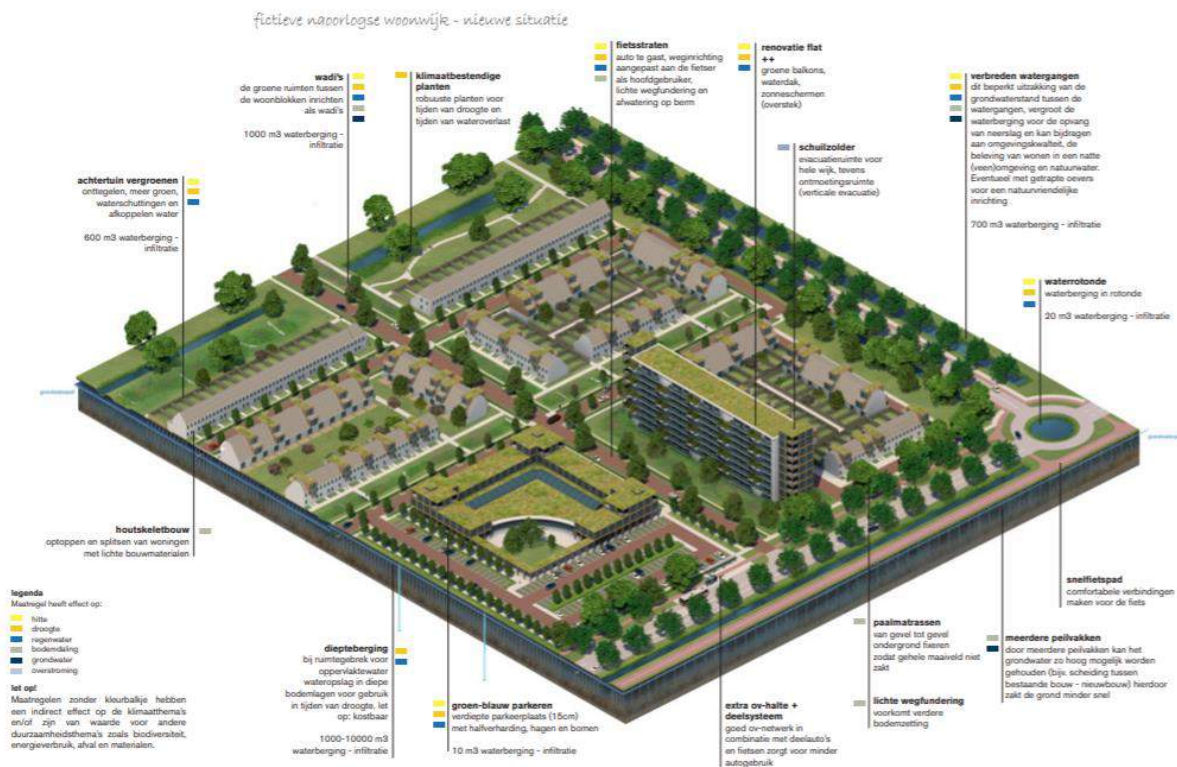 fictieve naoorlogse woonwijk - nieuwe situatie
wadi's
de groene ruimten tussen
de woonblokken inrichten
als wadi's
1000 m3 waterberging -
infiltratie
klimaatbestendige
planten
robuuste planten voor
tijden van droogte en
tijden van wateroverlast
fietsstraten
auto te gast, weginrichting
aangepast aan de fietser
als hoofdgebruiker,
lichte wegfundering en
afwatering op berm
renovatie flat
++
groene balkons,
waterdak,
zonneschermen
(overstek)
verbreden watergangen
dit beperkt uitzakking van de
grondwaterstand tussen de
watergangen, vergroot de
waterberging voor de opvang
van neerslag en kan bijdragen
aan omgevingskwaliteit, de
beleving van wonen in een natte
(veen)omgeving en natuurwater.
Eventueel met getrapte oevers
voor een natuurvriendelijke
inrichting
700 m3 waterberging - infiltratie
schuilzolder
evacuatieruimte voor
hele wijk, tevens
ontmoetingsruimte
(verticale evacuatie)
achtertuin vergroenen
onttegelen, meer groen,
waterschuttingen en
afkoppelen water
600 m3 waterberging -
infiltratie
waterrotonde
waterberging in rotonde
20 m3 waterberging - infiltratie
houtskeletbouw
optoppen en splitsen van woningen
met lichte bouwmaterialen
snelfietspad
comfortabele verbindingen
maken voor de fiets
legenda
Maatregel heeft effect op:
hitte
droogte
regenwater
bodemdaling
grondwater
overstroming
let op!
Maatregelen zonder kleurbalkje hebben
een indirect effect op de klimaatthema's
en/of zijn van waarde voor andere
duurzaamheidsthema's zoals biodiversiteit,
energieverbruik, afval en materialen.
diepteberging
bij ruimtegebrek voor
oppervlaktewater
wateropslag in diepe
bodemlagen voor gebruik
in tijden van droogte, let
op: kostbaar
1000-10000 m3
waterberging - infiltratie
groen-blauw parkeren
verdiepte parkeerplaats (15cm)
met halfverharding, hagen en bomen
10 m3 waterberging - infiltratie
extra ov-halte +
deelsysteem
goed ov-netwerk in
combinatie met deelauto's
en fietsen zorgt voor minder
autogebruik
paalmatrassen
van gevel tot gevel
ondergrond fixeren
zodat gehele maaiveld niet
zakt
lichte wegfundering
voorkomt verdere
bodemzetting
meerdere peilvakken
door meerdere peilvakken kan het
grondwater zo hoog mogelijk worden
gehouden (bijv. scheiding tussen
bestaande bouw - nieuwbouw) hierdoor
zakt de grond minder snel